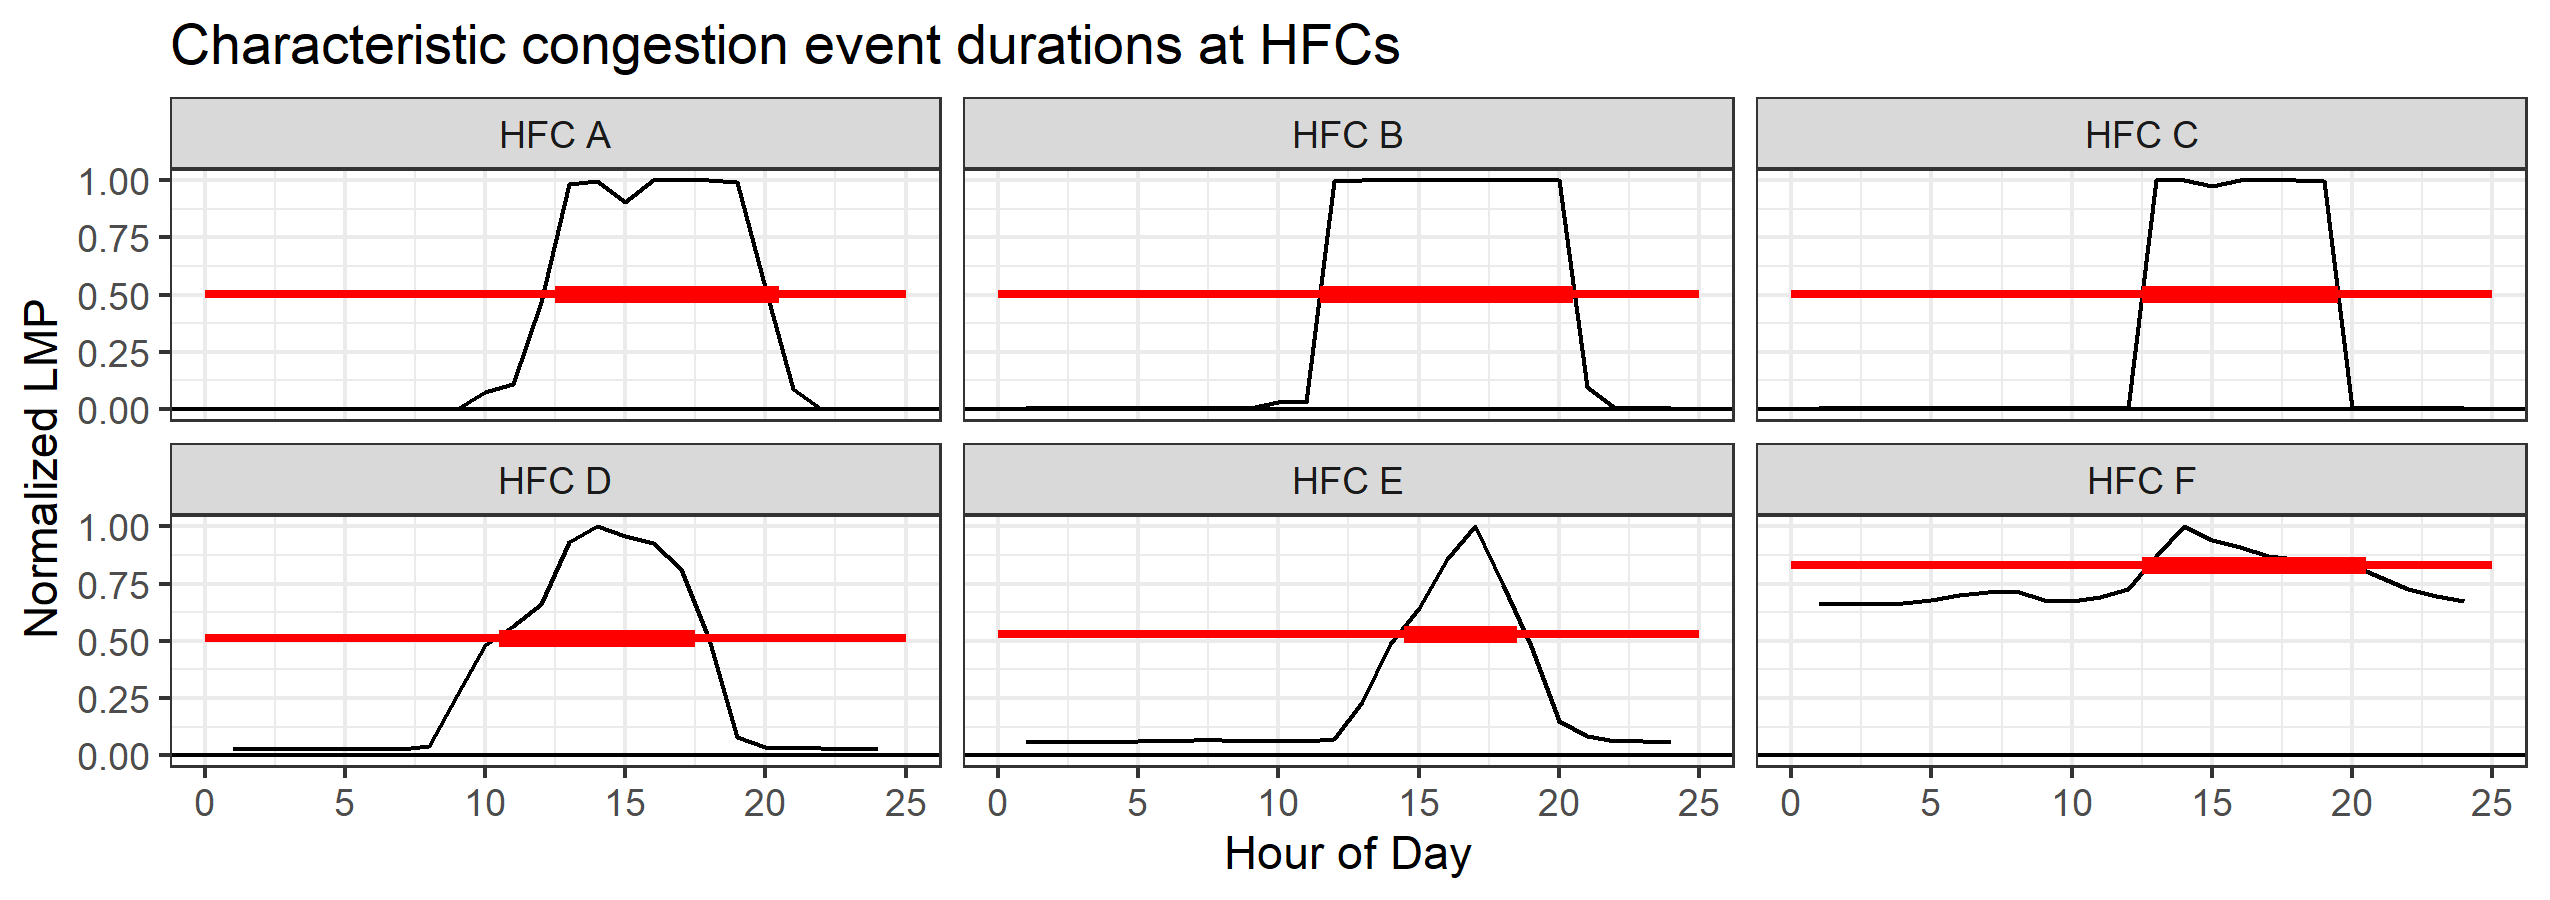 Characteristic congestion event durations at HFCs
HFC A
HFC B
HFC C
1.00
0.75
0.50
0.25
0.00
HFC D
HFC E
HFC F
1.00
0.75
0.50
0.25
0.00
Normalized LMP
0 5 10 15 20 25
0 5 10 15 20 25
0 5 10 15 20 25
Hour of Day